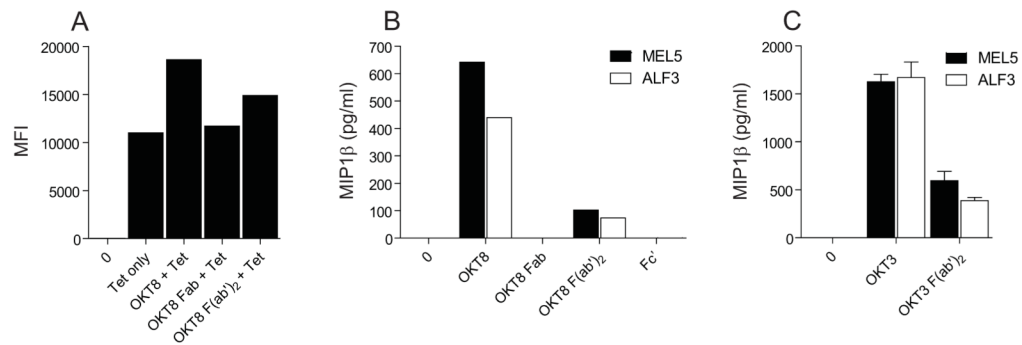 A
20000
15000
10000
5000
0
MFI
0
Tet only
OKT8 + Tet
OKT8 Fab + Tet
OKT8 F(ab')₂ + Tet
B
700
600
500
400
300
200
100
0
MIP1β (pg/ml)
MEL5
ALF3
0
OKT8
OKT8 Fab
OKT8 F(ab')₂
Fc'
C
2000
1500
1000
500
0
MIP1β (pg/ml)
MEL5
ALF3
0
OKT3
OKT3 F(ab')₂